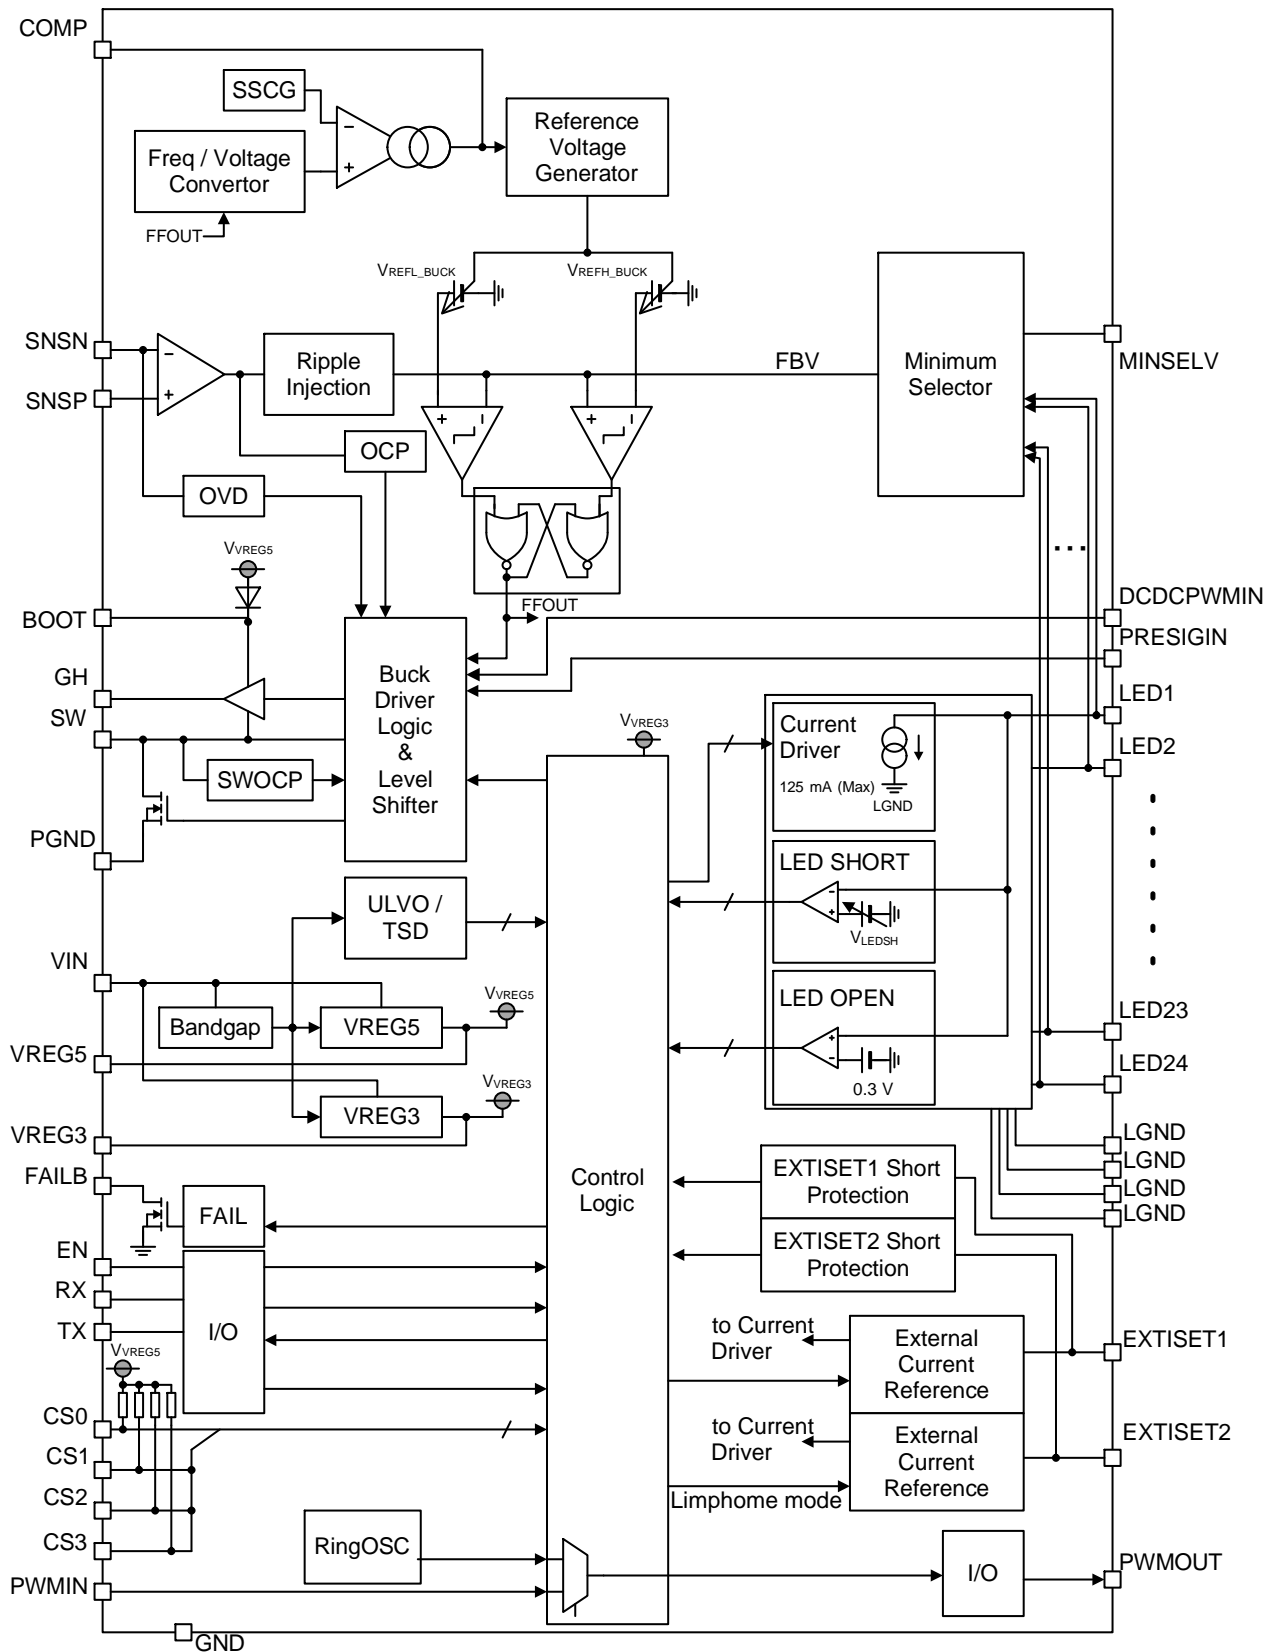 COMP
SSCG
Freq / Voltage
Convertor
FFOUT
Reference
Voltage
Generator
VREFL_BUCK
VREFH_BUCK
SNSN
SNSP
−
+
Ripple
Injection
FBV
Minimum
Selector
MINSELV
+
−
+
−
OCP
OVD
VVREG5
BOOT
FFOUT
DCDCPWMIN
PRESIGIN
GH
SW
Buck
Driver
Logic
&
Level
Shifter
SWOCP
PGND
VVREG3
Current
Driver
125 mA (Max)
LGND
LED1
LED2
LED SHORT
−
+
VLEDSH
ULVO /
TSD
VIN
Bandgap
VREG5
VVREG5
VREG5
LED OPEN
+
−
0.3 V
LED23
LED24
VREG3
VVREG3
VREG3
LGND
LGND
LGND
LGND
FAILB
FAIL
Control
Logic
EXTISET1 Short
Protection
EXTISET2 Short
Protection
EN
RX
TX
I/O
VVREG5
to Current
Driver
External
Current
Reference
EXTISET1
CS0
CS1
CS2
CS3
to Current
Driver
External
Current
Reference
EXTISET2
Limphome mode
RingOSC
PWMIN
I/O
PWMOUT
GND